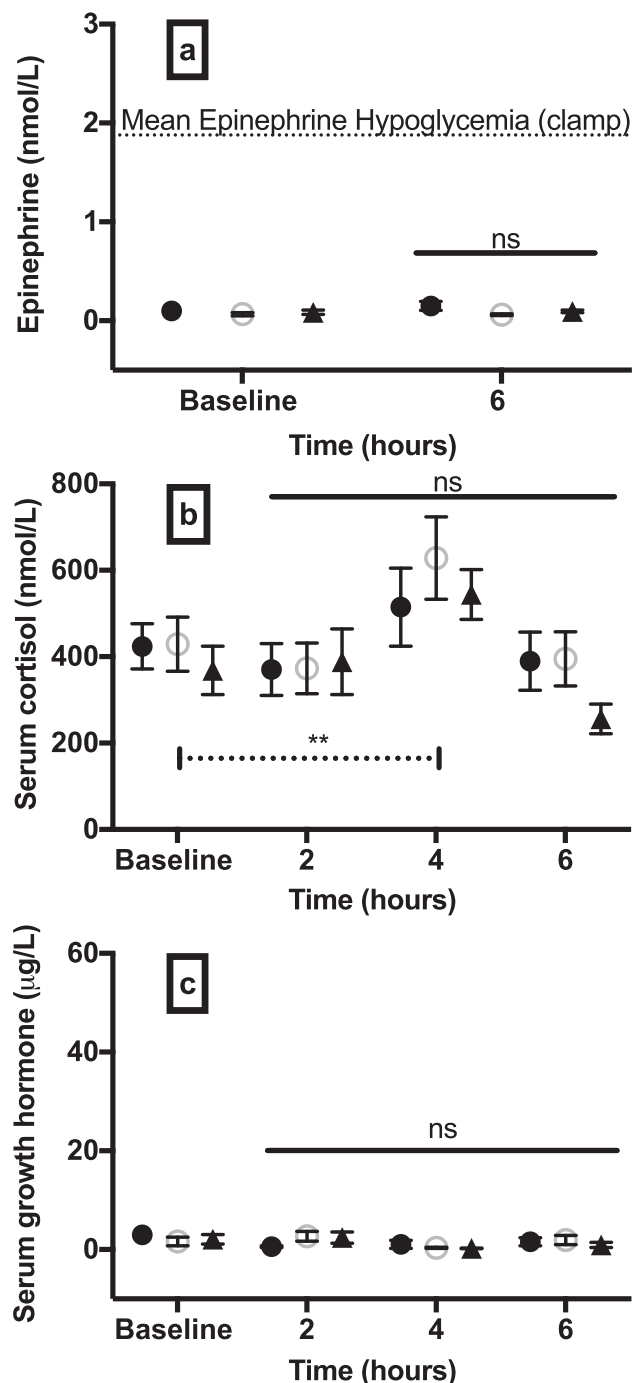 3
a
Mean Epinephrine Hypoglycemia (clamp)
2
1
ns
0
Epinephrine (nmol/L)
Baseline 6
Time (hours)
800
ns
b
600
400
200
**
0
Serum cortisol (nmol/L)
Baseline 2 4 6
Time (hours)
60
c
40
20
ns
0
Serum growth hormone (μg/L)
Baseline 2 4 6
Time (hours)